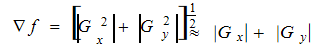 ∇f = [|G_x^2|+ |G_y^2|]^{1/2} ≈ |G_x|+ |G_y|